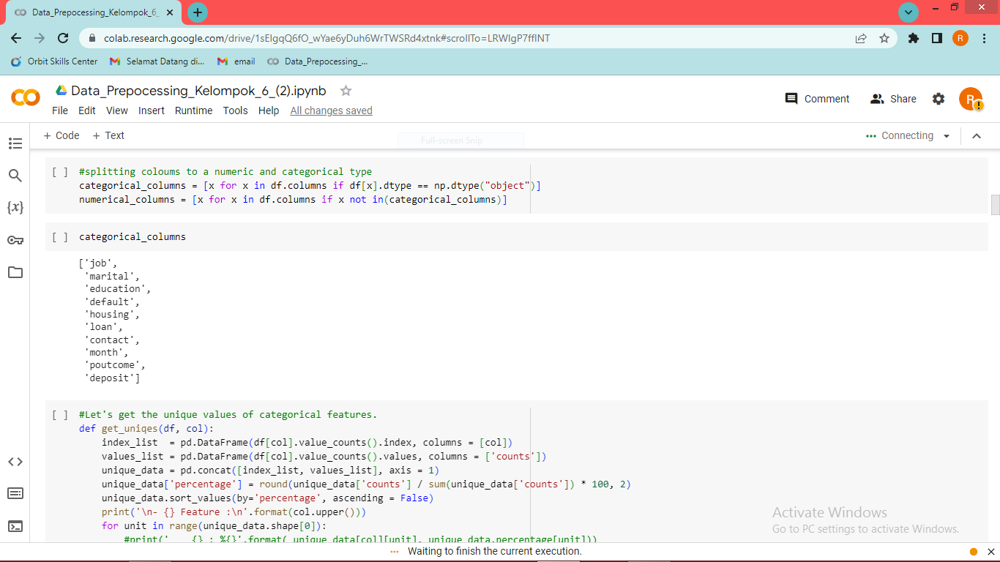 Data_Prepocessing_Kelompok_6_
colab.research.google.com/drive/1sElgqQ6fO_wYae6yDuh6WrTWSRd4xtnk#scrollTo=LRWIgP7ffINT
R
Orbit Skills Center
Selamat Datang di...
email
Data_Prepocessing_...
Data_Prepocessing_Kelompok_6_(2).ipynb
Comment
Share
R
File Edit View Insert Runtime Tools Help All changes saved
+ Code + Text
Full-screen Snip
Connecting
[ ] #splitting coloums to a numeric and categorical type
categorical_columns = [x for x in df.columns if df[x].dtype == np.dtype("object")]
numerical_columns = [x for x in df.columns if x not in(categorical_columns)]
{x}
[ ] categorical_columns
['job',
'marital',
'education',
'default',
'housing',
'loan',
'contact',
'month',
'poutcome',
'deposit']
[ ] #Let's get the unique values of categorical features.
def get_uniqes(df, col):
index_list  = pd.DataFrame(df[col].value_counts().index, columns = [col])
values_list = pd.DataFrame(df[col].value_counts().values, columns = ['counts'])
unique_data = pd.concat([index_list, values_list], axis = 1)
unique_data['percentage'] = round(unique_data['counts'] / sum(unique_data['counts']) * 100, 2)
unique_data.sort_values(by='percentage', ascending = False)
print('\n- {} Feature :\n'.format(col.upper()))
for unit in range(unique_data.shape[0]):
#print('    {} : %{}'.format( unique_data[col][unit], unique_data.percentage[unit]))
Activate Windows
Go to PC settings to activate Windows.
Waiting to finish the current execution.